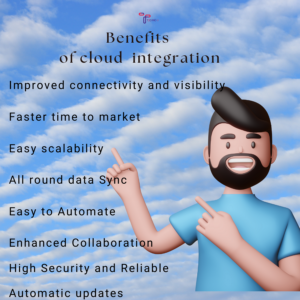 Benefits
of cloud integration
Improved connectivity and visibility
Faster time to market
Easy scalability
All round data Sync
Easy to Automate
Enhanced Collaboration
High Security and Reliable
Automatic updates